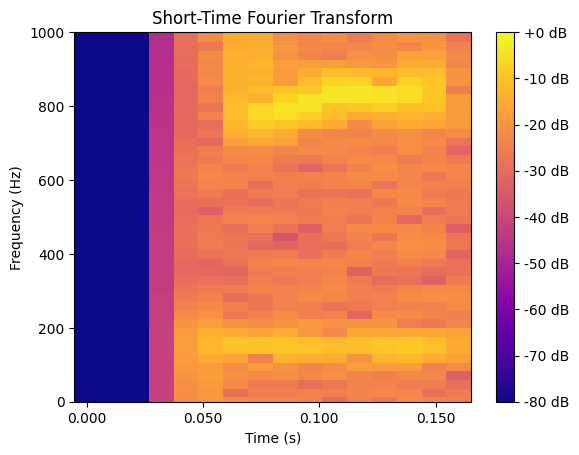 Short-Time Fourier Transform
1000
800
600
400
200
0
Frequency (Hz)
0.000
0.050
0.100
0.150
Time (s)
+0 dB
-10 dB
-20 dB
-30 dB
-40 dB
-50 dB
-60 dB
-70 dB
-80 dB